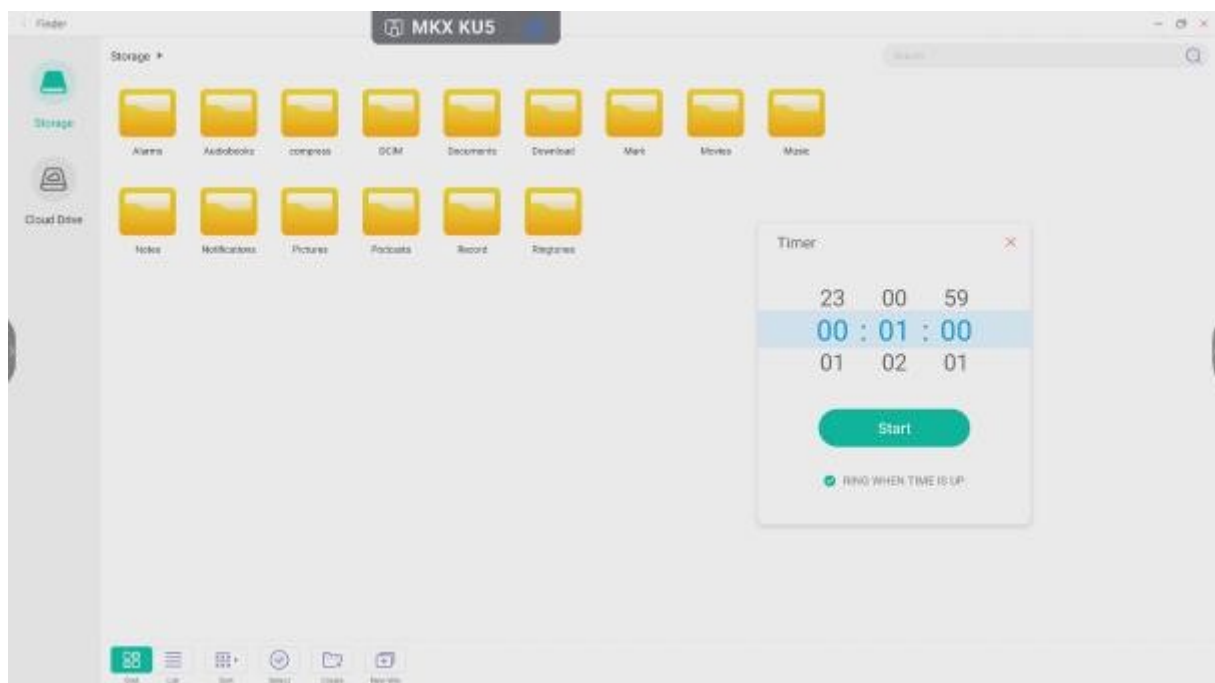 Finder
MKX KU5
Storage
Storage
Cloud Drive
Alarms Audiobooks compress DCIM Documents Download Mark Movies Music
Notes Notifications Pictures Podcasts Record Ringtones
Timer
23 00 59
00 : 01 : 00
01 02 01
Start
RING WHEN TIME IS UP
Select Create